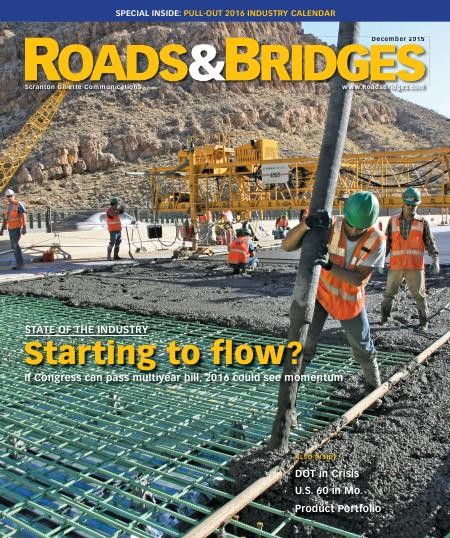 SPECIAL INSIDE: PULL-OUT 2016 INDUSTRY CALENDAR
December 2015
ROADS&BRIDGES
Scranton Gillette Communications
www.RoadsBridges.com
4000
STATE OF THE INDUSTRY
Starting to flow?
If Congress can pass multiyear bill, 2016 could see momentum
ALSO INSIDE:
DOT in Crisis
U.S. 60 in Mo.
Product Portfolio